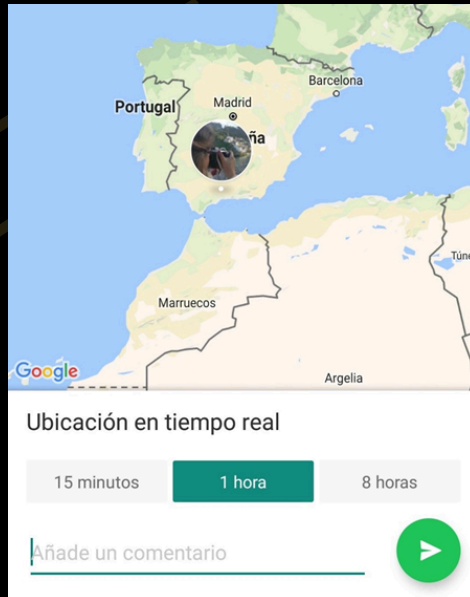 Barcelona
Portugal
Madrid
ña
Túne
Marruecos
Google
Argelia
Ubicación en tiempo real
15 minutos
1 hora
8 horas
Añade un comentario